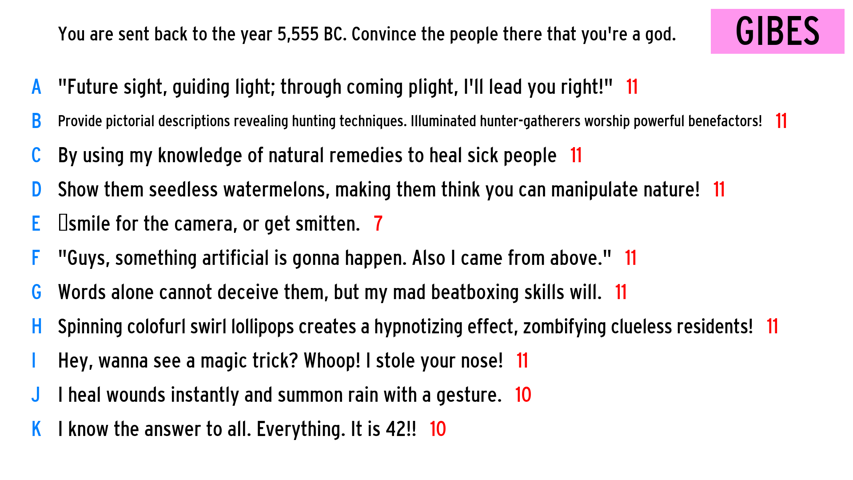 You are sent back to the year 5,555 BC. Convince the people there that you're a god.
GIBES
A "Future sight, guiding light; through coming plight, I'll lead you right!" 11
B Provide pictorial descriptions revealing hunting techniques. Illuminated hunter-gatherers worship powerful benefactors! 11
C By using my knowledge of natural remedies to heal sick people 11
D Show them seedless watermelons, making them think you can manipulate nature! 11
E ▯smile for the camera, or get smitten. 7
F "Guys, something artificial is gonna happen. Also I came from above." 11
G Words alone cannot deceive them, but my mad beatboxing skills will. 11
H Spinning colofurl swirl lollipops creates a hypnotizing effect, zombifying clueless residents! 11
I Hey, wanna see a magic trick? Whoop! I stole your nose! 11
J I heal wounds instantly and summon rain with a gesture. 10
K I know the answer to all. Everything. It is 42!! 10